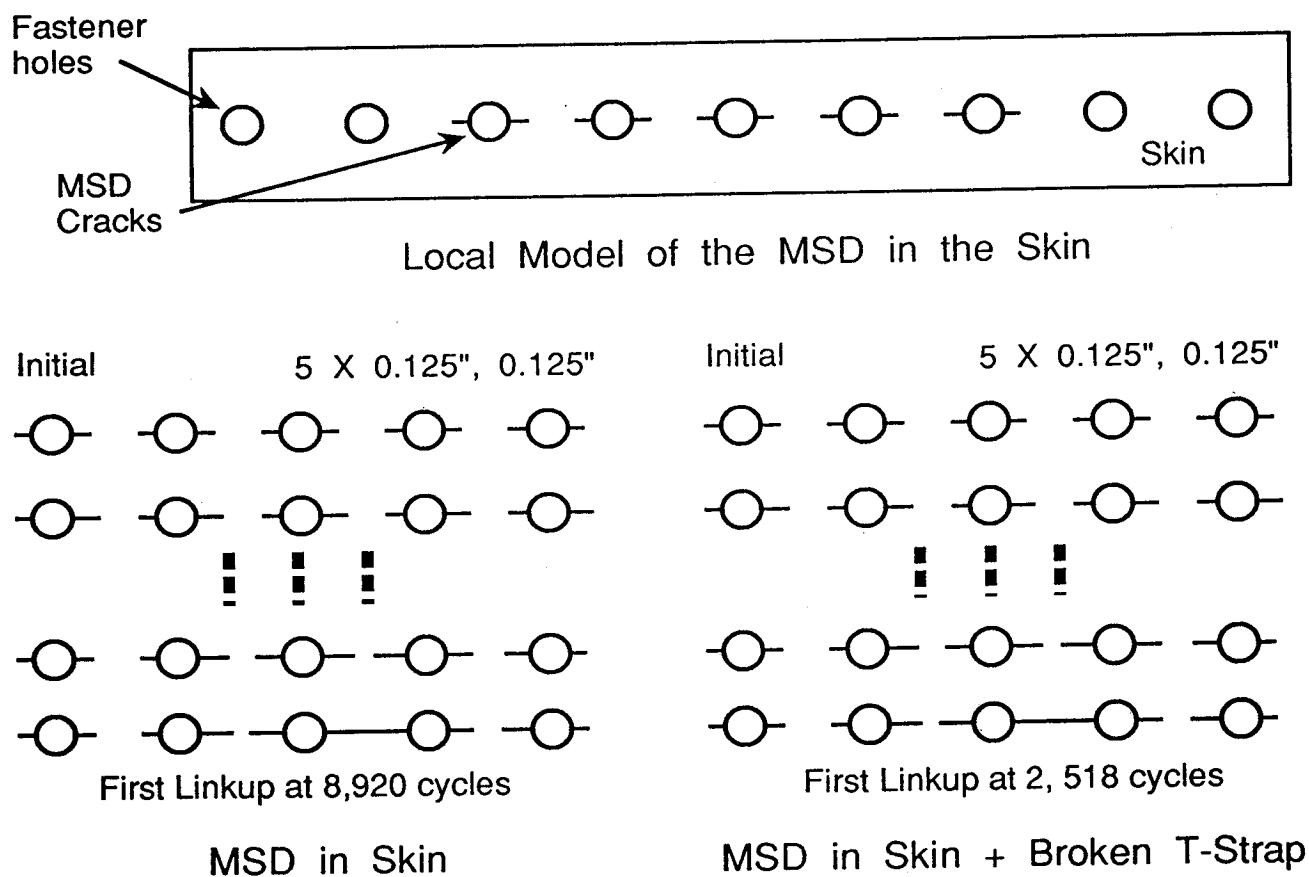 Fastener
holes
MSD
Cracks
Skin
Local Model of the MSD in the Skin
Initial 5 X 0.125", 0.125"
First Linkup at 8,920 cycles
MSD in Skin
Initial 5 X 0.125", 0.125"
First Linkup at 2, 518 cycles
MSD in Skin + Broken T-Strap